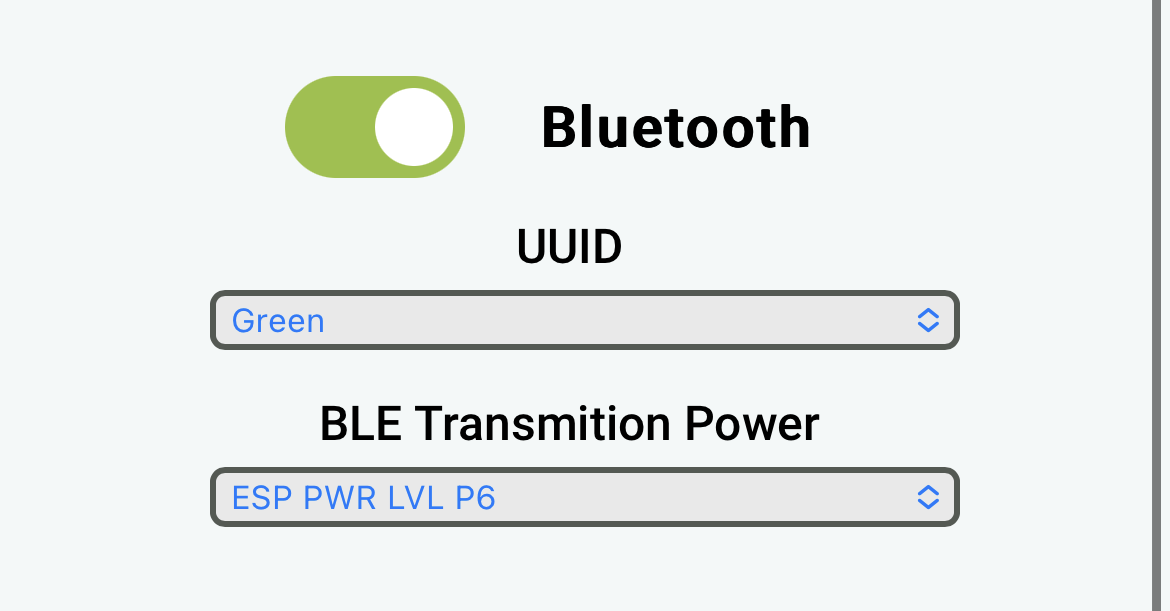 Bluetooth
UUID
Green
BLE Transmition Power
ESP PWR LVL P6